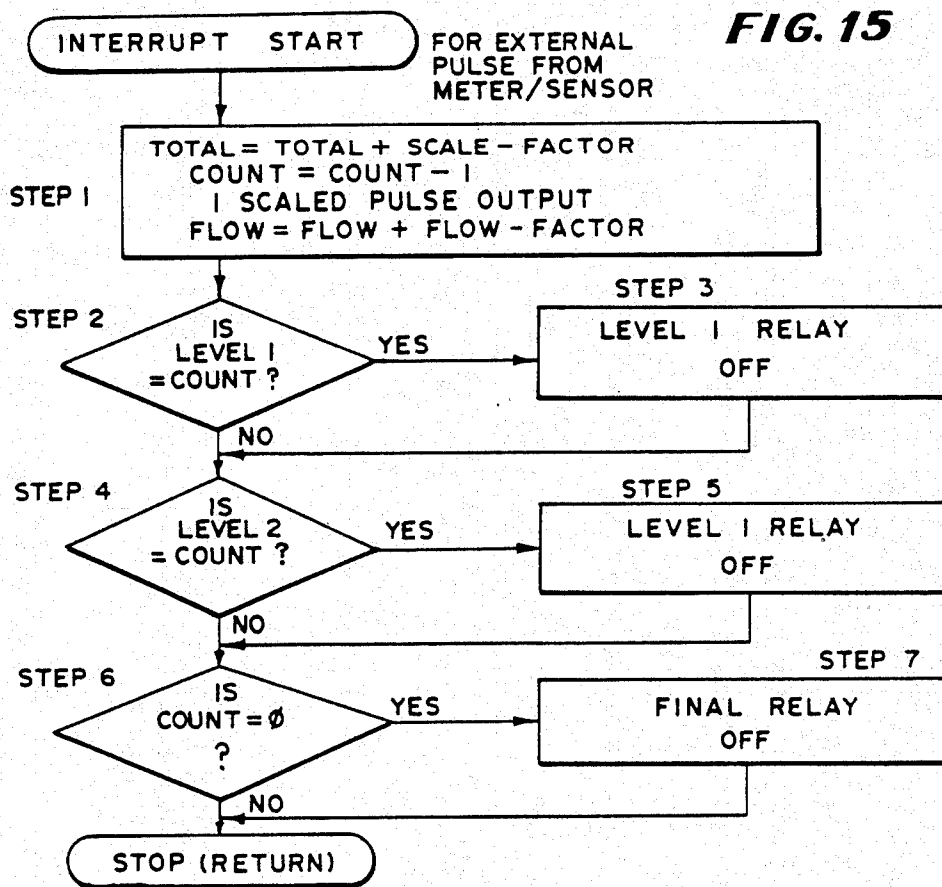 FIG. 15
INTERRUPT START
FOR EXTERNAL
PULSE FROM
METER/SENSOR
STEP 1
TOTAL = TOTAL + SCALE-FACTOR
COUNT = COUNT - 1
1 SCALED PULSE OUTPUT
FLOW = FLOW + FLOW-FACTOR
STEP 2
IS
LEVEL 1
= COUNT ?
YES
NO
STEP 3
LEVEL 1 RELAY
OFF
STEP 4
IS
LEVEL 2
= COUNT ?
YES
NO
STEP 5
LEVEL 1 RELAY
OFF
STEP 6
IS
COUNT = Ø
?
YES
NO
STEP 7
FINAL RELAY
OFF
STOP (RETURN)